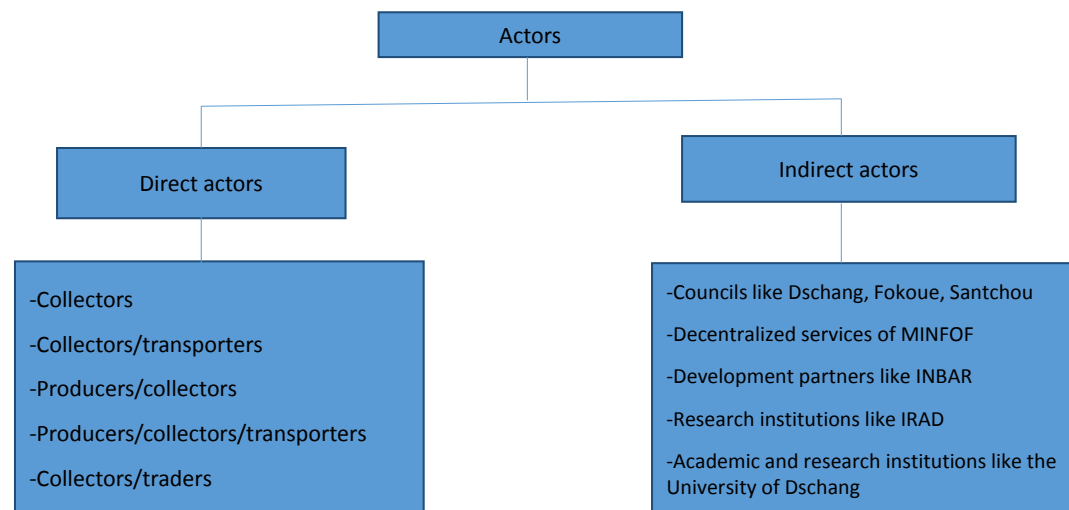 Actors
Direct actors
Indirect actors
-Collectors
-Collectors/transporters
-Producers/collectors
-Producers/collectors/transporters
-Collectors/traders
-Councils like Dschang, Fokoue, Santchou
-Decentralized services of MINFOF
-Development partners like INBAR
-Research institutions like IRAD
-Academic and research institutions like the
University of Dschang